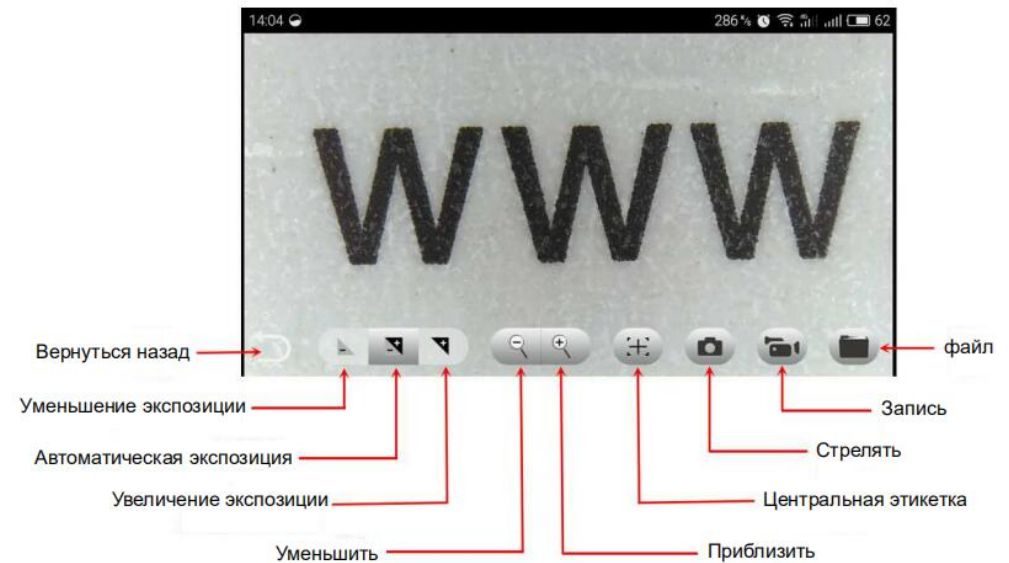 14:04 286 ⁵/s 62
WWW
Вернуться назад
файл
Уменьшение экспозиции
Запись
Автоматическая экспозиция
Стрелять
Увеличение экспозиции
Центральная этикетка
Уменьшить
Приблизить